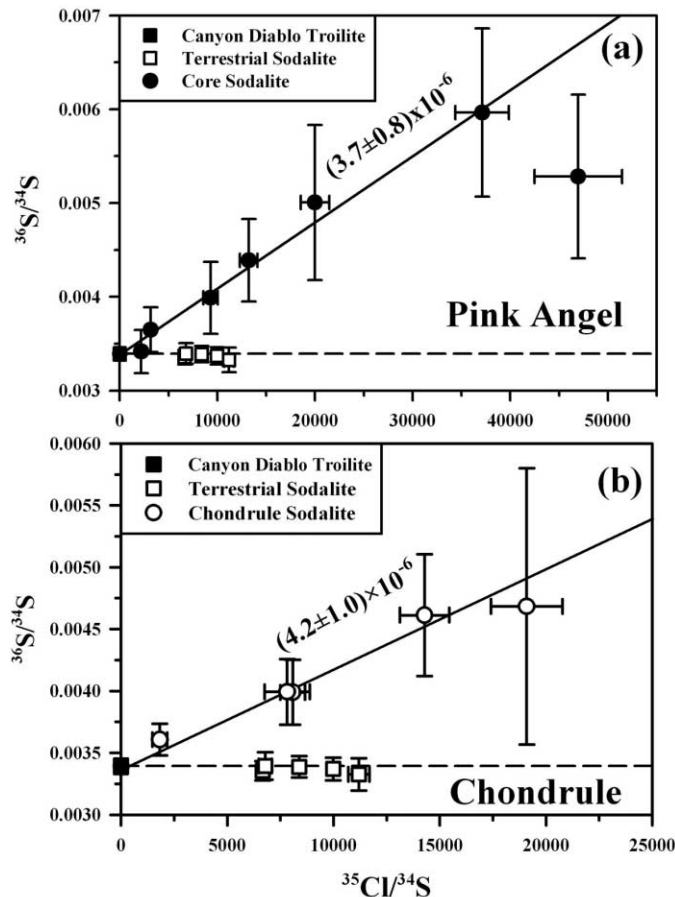 0.007
0.006
0.005
0.004
0.003
³⁶S/³⁴S
Canyon Diablo Troilite
Terrestrial Sodalite
Core Sodalite
(a)
(3.7±0.8)x10⁻⁶
Pink Angel
0
10000
20000
30000
40000
50000
0.0060
0.0055
0.0050
0.0045
0.0040
0.0035
0.0030
³⁶S/³⁴S
Canyon Diablo Troilite
Terrestrial Sodalite
Chondrule Sodalite
(b)
(4.2±1.0)×10⁻⁶
Chondrule
0
5000
10000
15000
20000
25000
³⁵Cl/³⁴S